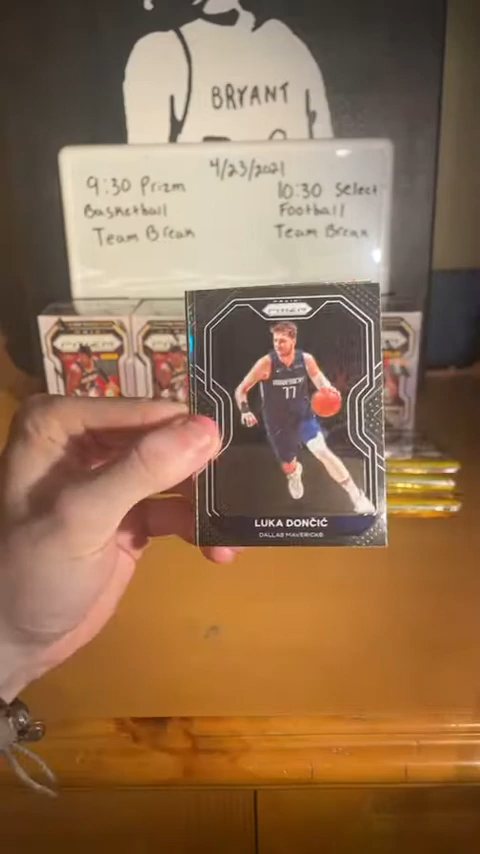 BRYANT
4/23/2021
9:30 Prizm
Basketball
Team Break
10:30 Select
Football
Team Break
PRIZM
77
LUKA DONČIĆ
DALLAS MAVERICKS